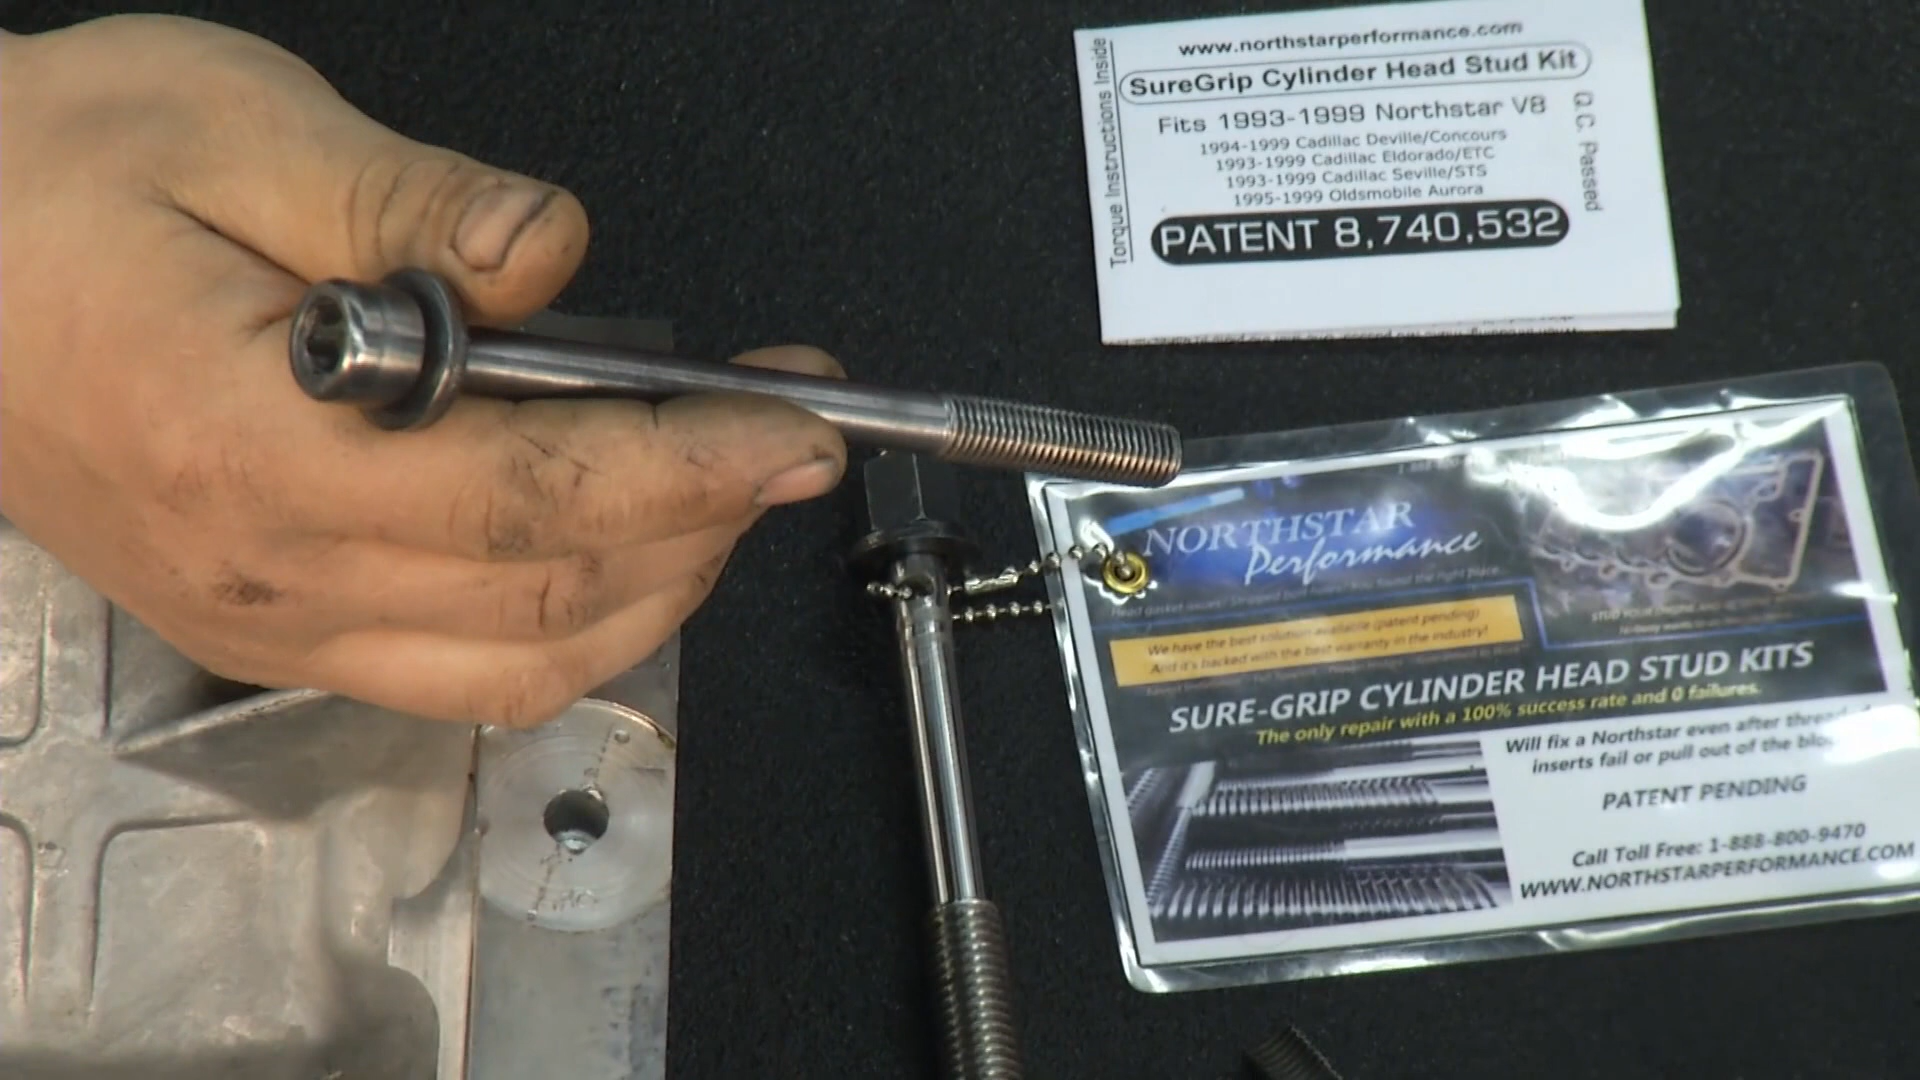 www.northstarperformance.com
SureGrip Cylinder Head Stud Kit
Fits 1993-1999 Northstar V8
1994-1999 Cadillac Deville/Concours
1993-1999 Cadillac Eldorado/ETC
1993-1999 Cadillac Seville/STS
1995-1999 Oldsmobile Aurora
PATENT 8,740,532
Torque Instructions Inside
Q.C. Passed
NORTHSTAR
Performance
We have the best solution available (patent pending)
And it's backed with the best warranty in the industry!
SURE-GRIP CYLINDER HEAD STUD KITS
The only repair with a 100% success rate and 0 failures.
Will fix a Northstar even after
inserts fail or pull out of the
PATENT PENDING
Call Toll Free: 1-888-800-9470
WWW.NORTHSTARPERFORMANCE.COM